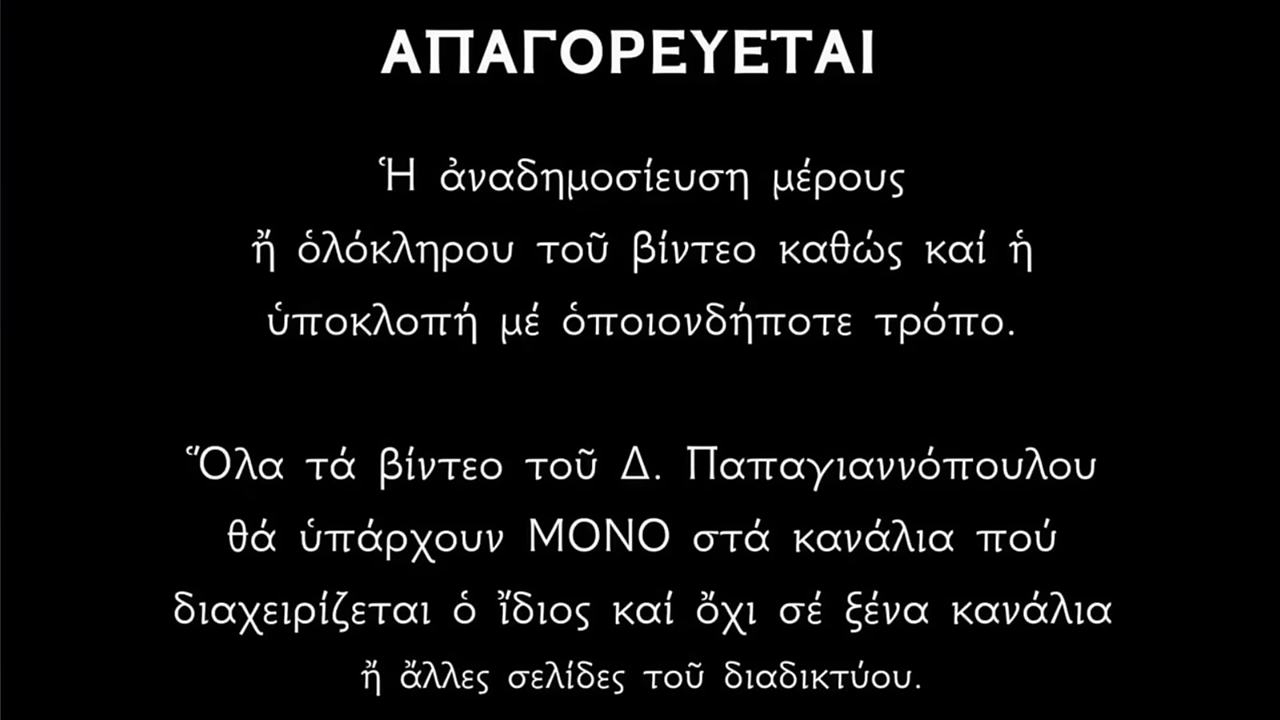 ΑΠΑΓΟΡΕΥΕΤΑΙ
Ἡ ἀναδημοσίευση μέρους
ἤ ὁλόκληρου τοῦ βίντεο καθώς καί ἡ
ὑποκλοπή μέ ὁποιονδήποτε τρόπο.
Ὅλα τά βίντεο τοῦ Δ. Παπαγιαννόπουλου
θά ὑπάρχουν ΜΟΝΟ στά κανάλια πού
διαχειρίζεται ὁ ἴδιος καί ὄχι σέ ξένα κανάλια
ἤ ἄλλες σελίδες τοῦ διαδικτύου.